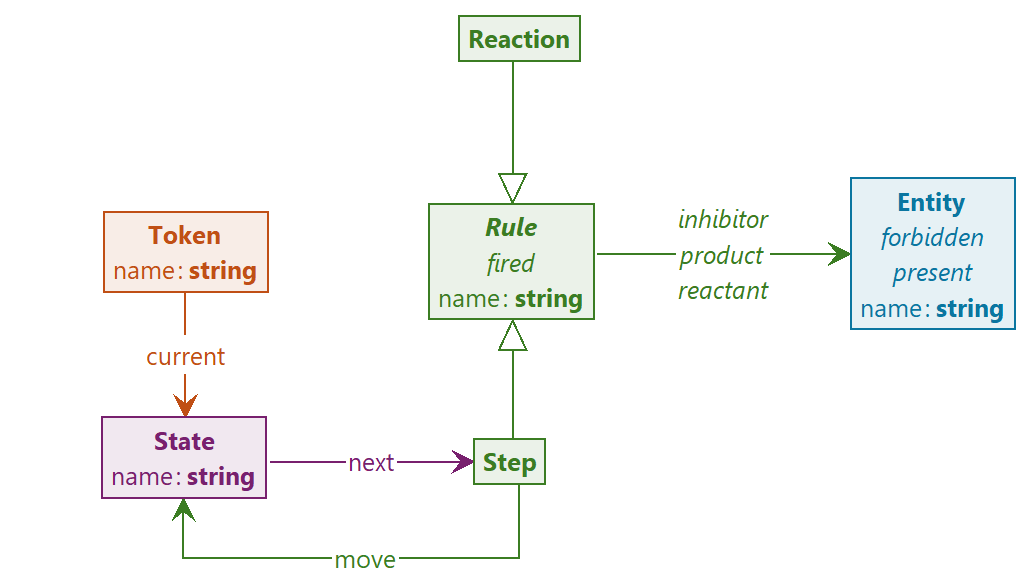 Reaction
Token
name: string
current
State
name: string
next
Rule
fired
name: string
inhibitor
product
reactant
Entity
forbidden
present
name: string
Step
move